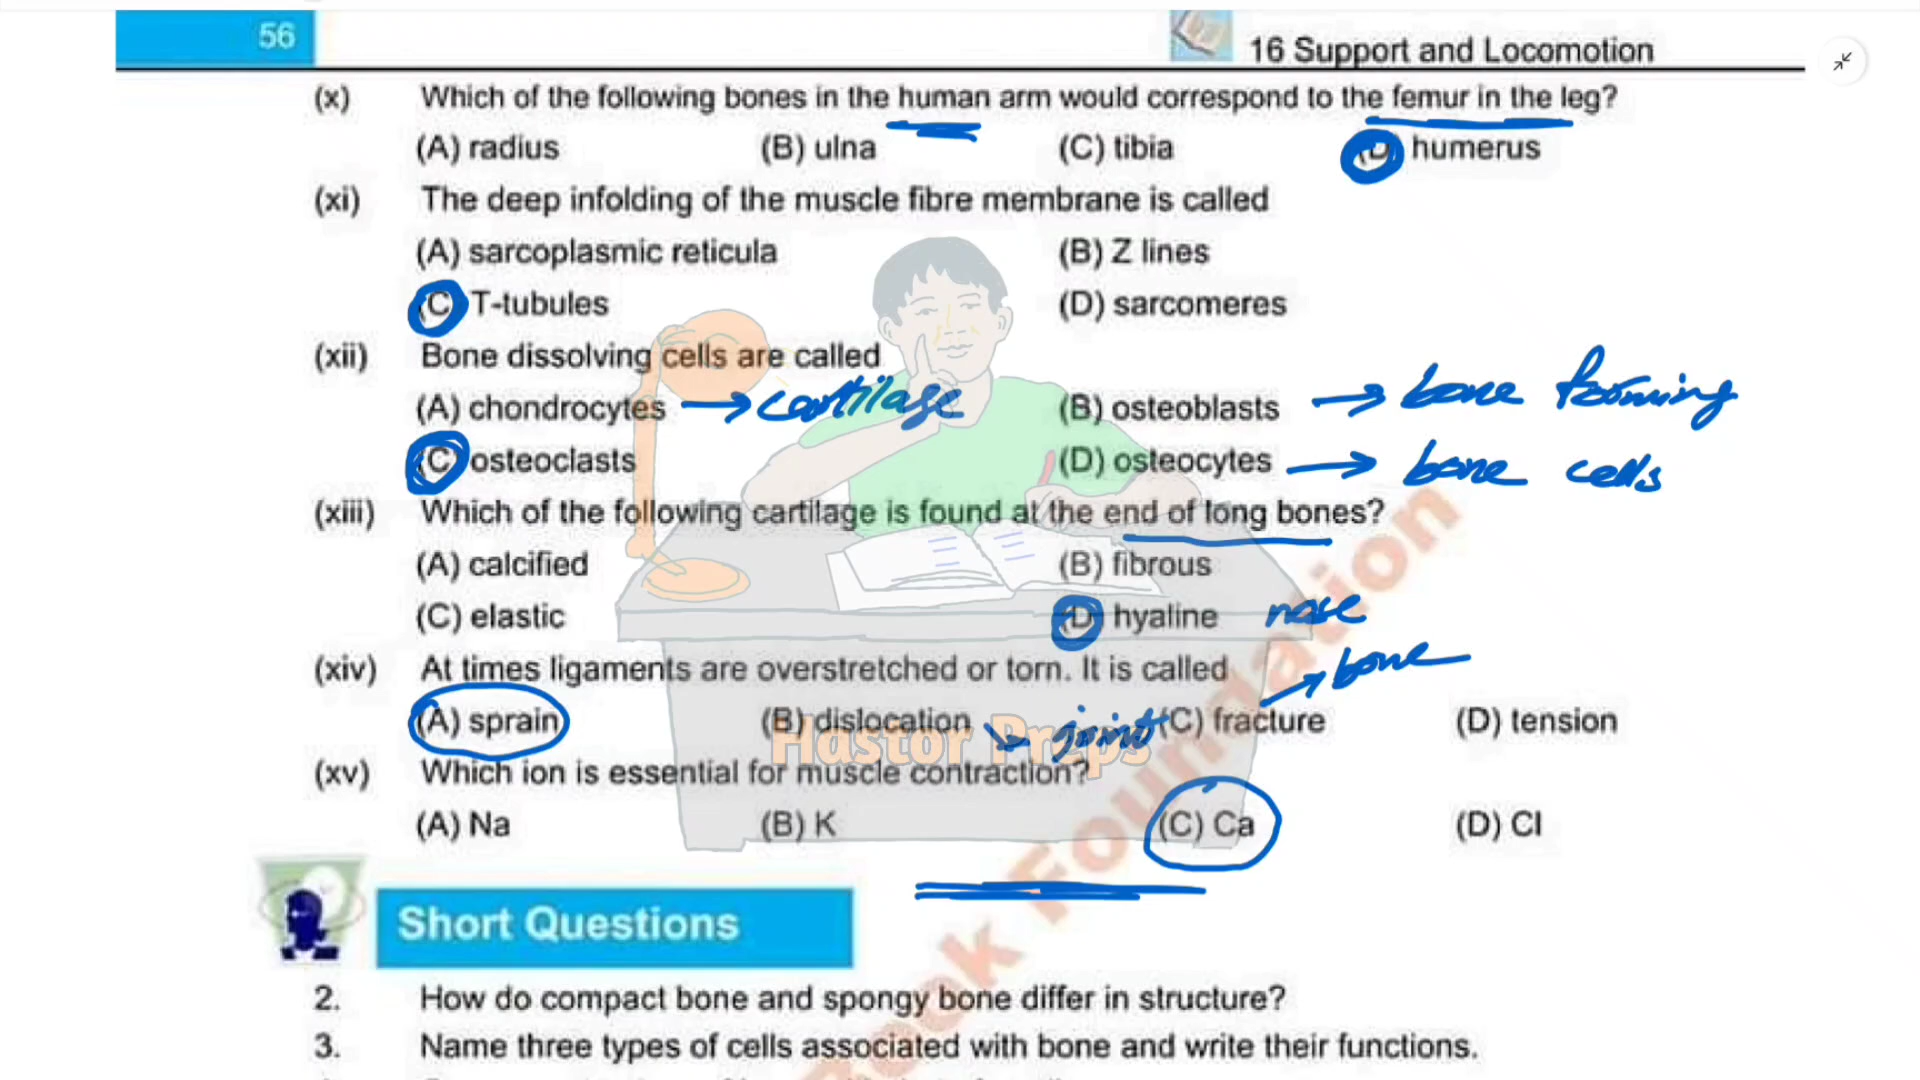 56
16 Support and Locomotion
(x) Which of the following bones in the human arm would correspond to the femur in the leg?
(A) radius (B) ulna (C) tibia (D) humerus
(xi) The deep infolding of the muscle fibre membrane is called
(A) sarcoplasmic reticula (B) Z lines
(C) T-tubules (D) sarcomeres
(xii) Bone dissolving cells are called
(A) chondrocytes → cartilage (B) osteoblasts → bone forming
(C) osteoclasts (D) osteocytes → bone cells
(xiii) Which of the following cartilage is found at the end of long bones?
(A) calcified (B) fibrous
(C) elastic (D) hyaline nose
(xiv) At times ligaments are overstretched or torn. It is called
→ bone
(A) sprain (B) dislocation → joint (C) fracture (D) tension
Hastor Preps
(xv) Which ion is essential for muscle contraction?
(A) Na (B) K (C) Ca (D) Cl
Short Questions
2. How do compact bone and spongy bone differ in structure?
3. Name three types of cells associated with bone and write their functions.
Book Foundation